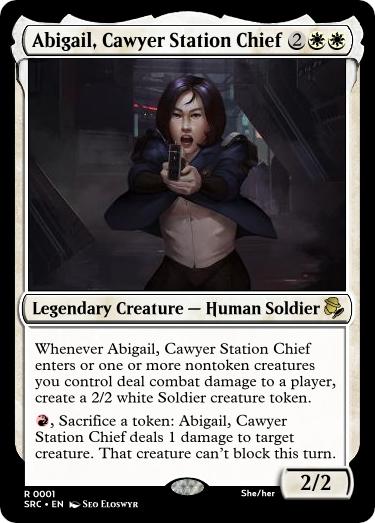 Abigail, Cawyer Station Chief 2
Legendary Creature — Human Soldier
Whenever Abigail, Cawyer Station Chief
enters or one or more nontoken creatures
you control deal combat damage to a player,
create a 2/2 white Soldier creature token.
, Sacrifice a token: Abigail, Cawyer
Station Chief deals 1 damage to target
creature. That creature can't block this turn.
2/2
R 0001
She/her
SRC • EN Seo Eloswyr